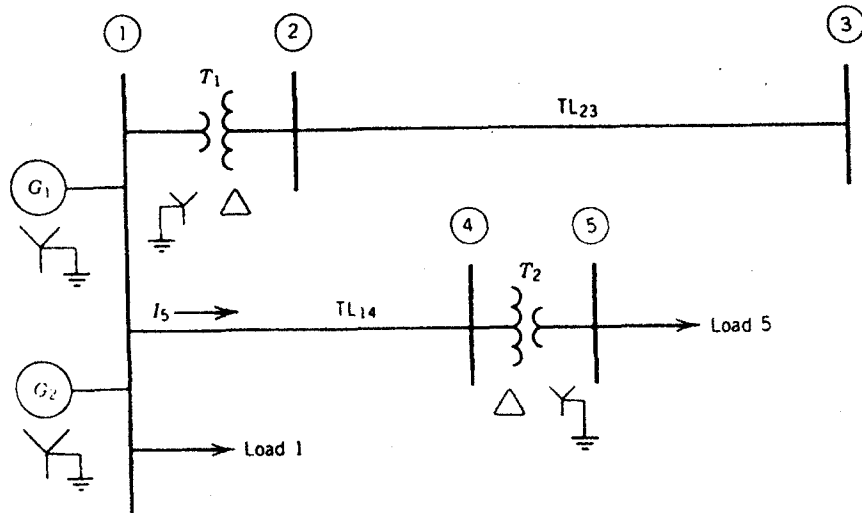 1
2
3
T₁
TL₂₃
G₁
4
5
T₂
I₅
TL₁₄
Load 5
G₂
Load 1